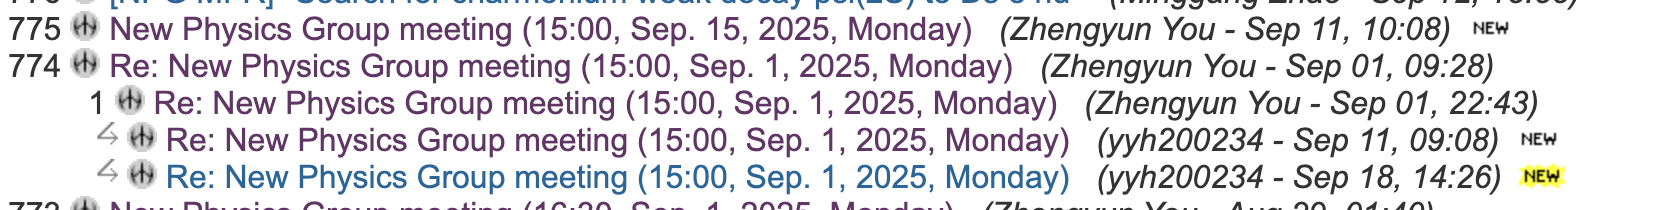 775 New Physics Group meeting (15:00, Sep. 15, 2025, Monday) (Zhengyun You - Sep 11, 10:08) NEW
774 Re: New Physics Group meeting (15:00, Sep. 1, 2025, Monday) (Zhengyun You - Sep 01, 09:28)
1 Re: New Physics Group meeting (15:00, Sep. 1, 2025, Monday) (Zhengyun You - Sep 01, 22:43)
Re: New Physics Group meeting (15:00, Sep. 1, 2025, Monday) (yyh200234 - Sep 11, 09:08) NEW
Re: New Physics Group meeting (15:00, Sep. 1, 2025, Monday) (yyh200234 - Sep 18, 14:26) NEW